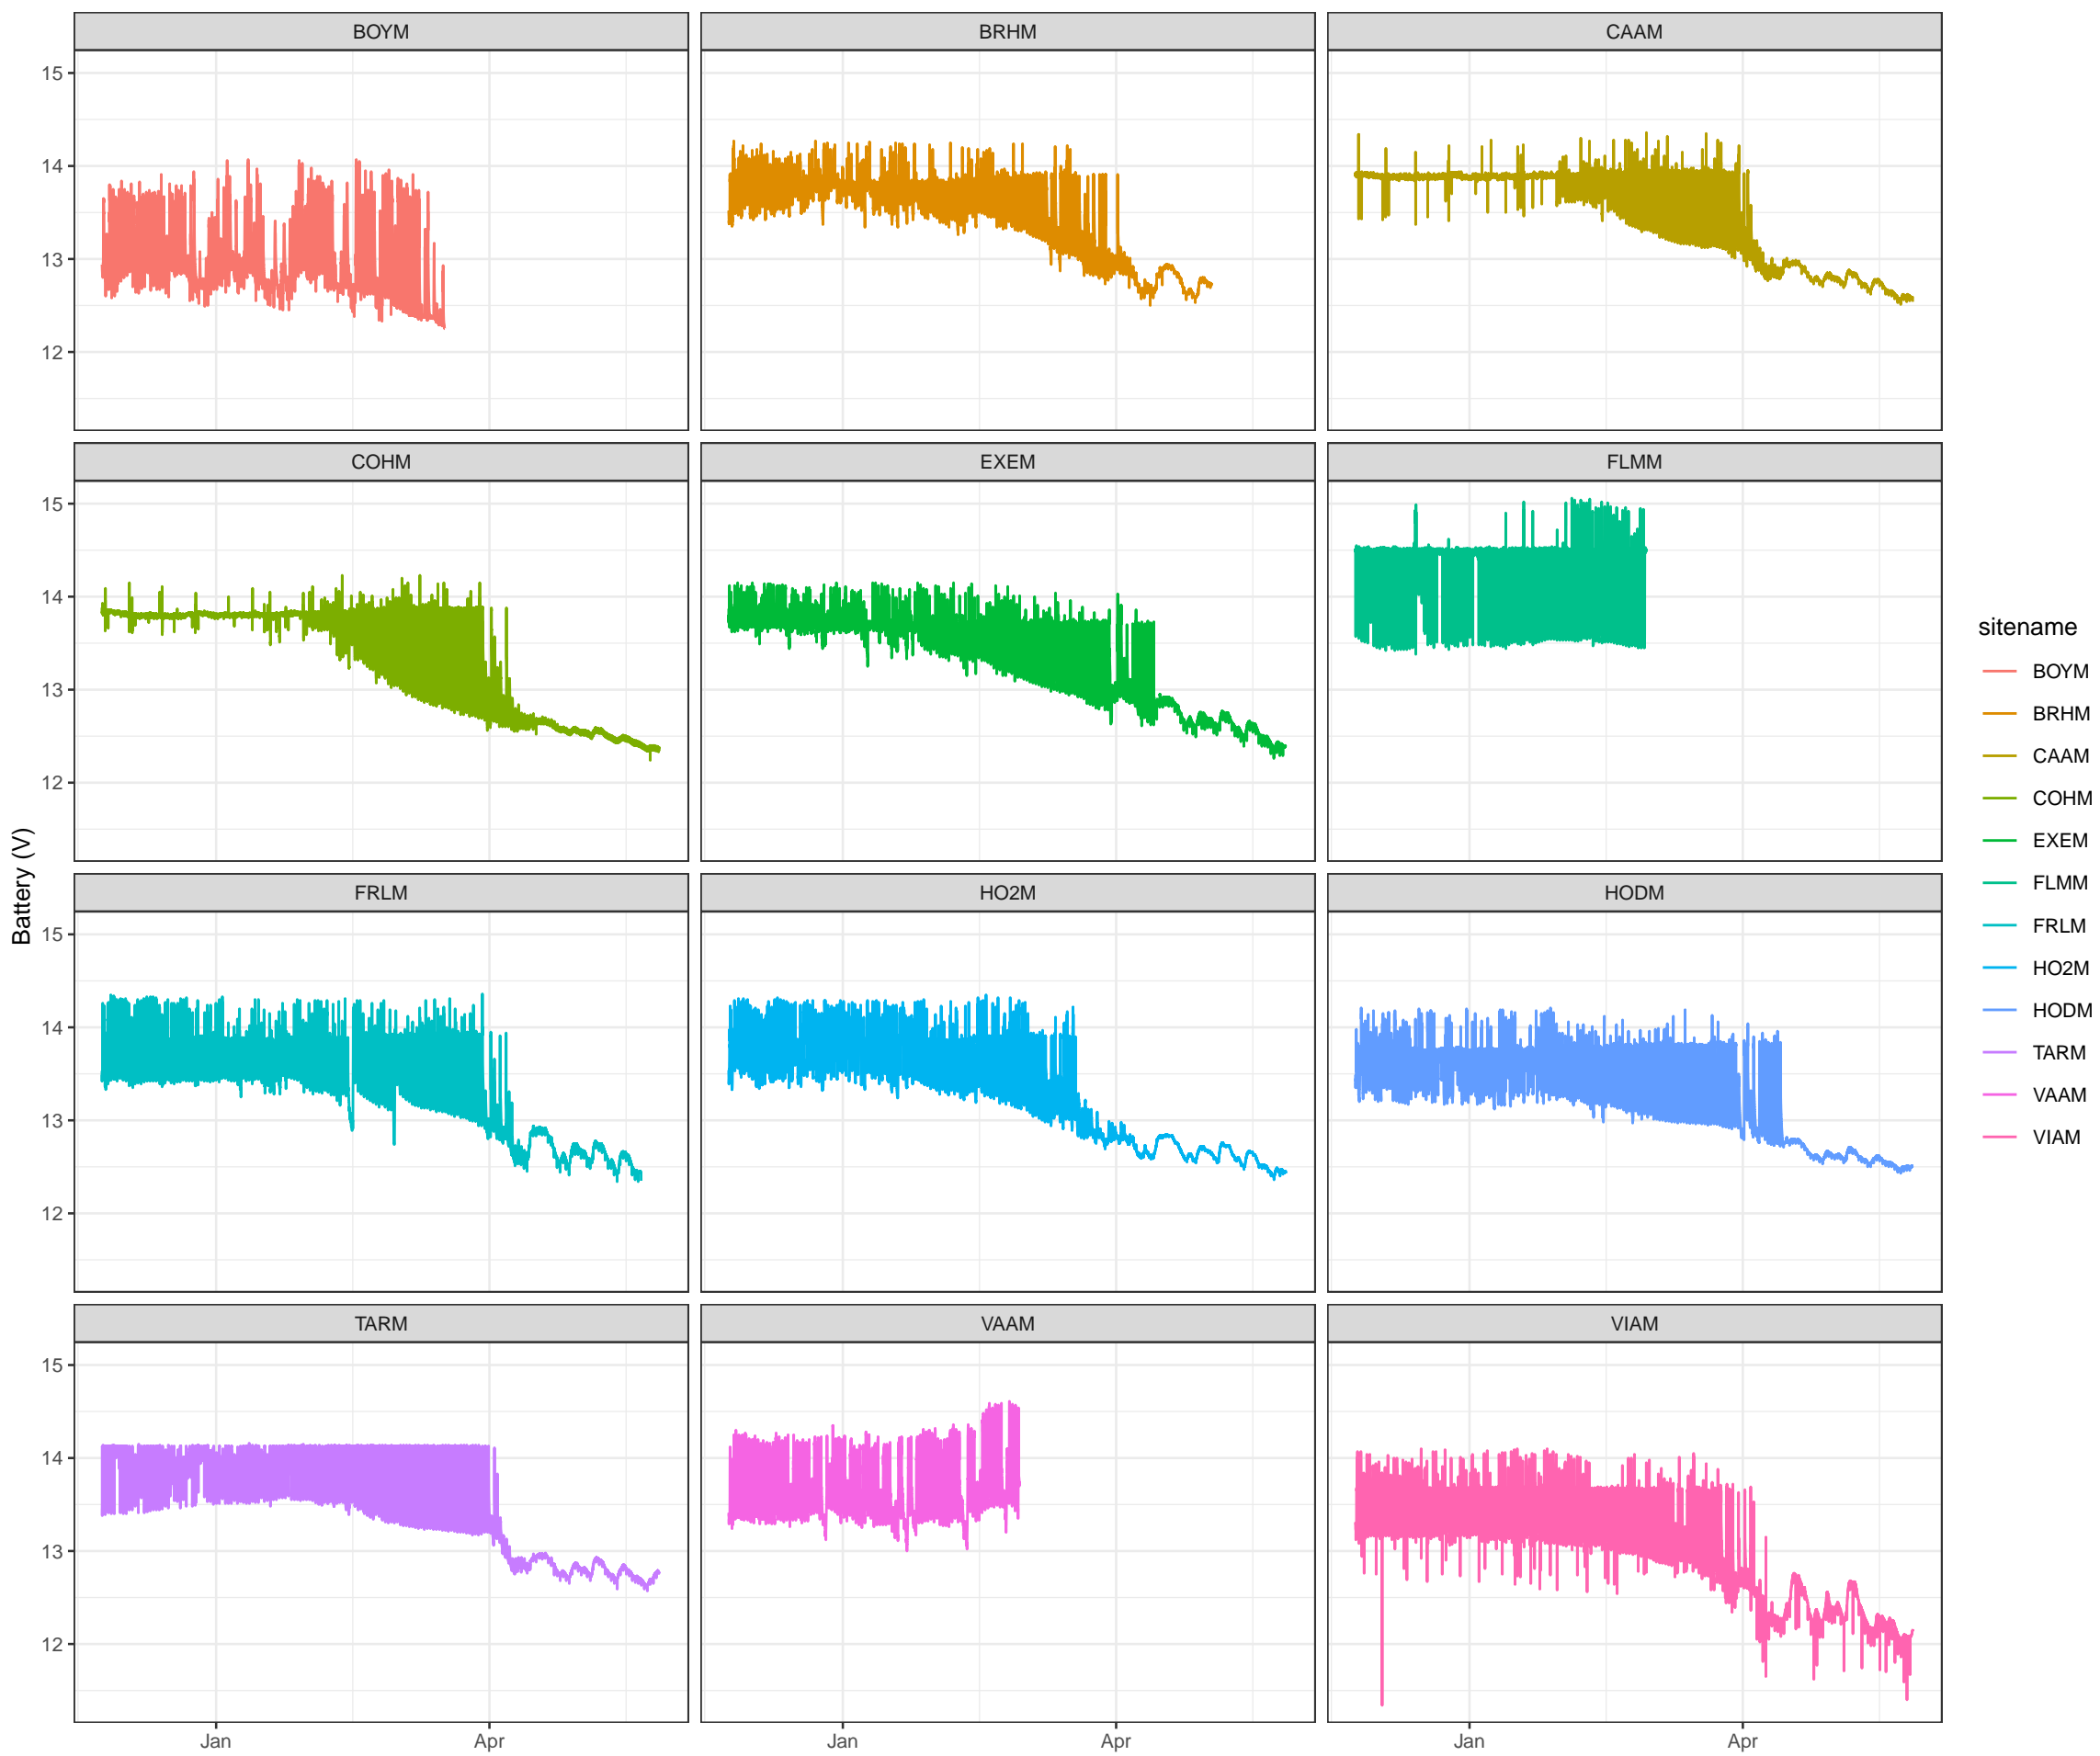 BOYM
BRHM
CAAM
15
14
13
12
COHM
EXEM
FLMM
15
14
13
12
FRLM
HO2M
HODM
15
14
13
12
TARM
VAAM
VIAM
15
14
13
12
Jan
Apr
Jan
Apr
Jan
Apr
Battery (V)
sitename
BOYM
BRHM
CAAM
COHM
EXEM
FLMM
FRLM
HO2M
HODM
TARM
VAAM
VIAM